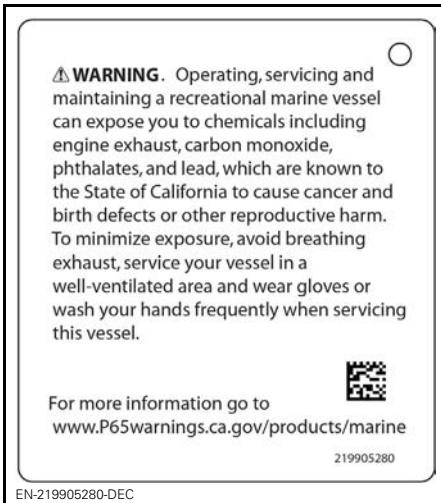 ⚠ WARNING. Operating, servicing and
maintaining a recreational marine vessel
can expose you to chemicals including
engine exhaust, carbon monoxide,
phthalates, and lead, which are known to
the State of California to cause cancer and
birth defects or other reproductive harm.
To minimize exposure, avoid breathing
exhaust, service your vessel in a
well-ventilated area and wear gloves or
wash your hands frequently when servicing
this vessel.
For more information go to
www.P65warnings.ca.gov/products/marine
219905280
EN-219905280-DEC